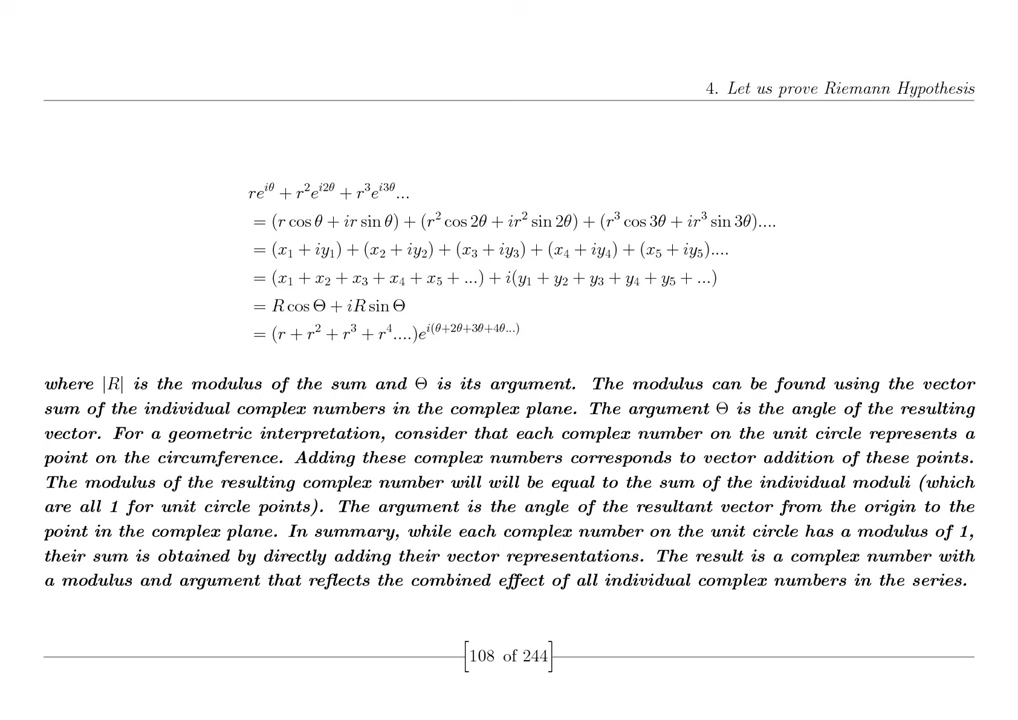 4. Let us prove Riemann Hypothesis
re^{iθ} + r^2e^{i2θ} + r^3e^{i3θ}...
= (r cos θ + ir sin θ) + (r^2 cos 2θ + ir^2 sin 2θ) + (r^3 cos 3θ + ir^3 sin 3θ)....
= (x_1 + iy_1) + (x_2 + iy_2) + (x_3 + iy_3) + (x_4 + iy_4) + (x_5 + iy_5)....
= (x_1 + x_2 + x_3 + x_4 + x_5 + ...) + i(y_1 + y_2 + y_3 + y_4 + y_5 + ...)
= R cos Θ + iR sin Θ
= (r + r^2 + r^3 + r^4....)e^{i(θ+2θ+3θ+4θ...)}
where |R| is the modulus of the sum and Θ is its argument. The modulus can be found using the vector
sum of the individual complex numbers in the complex plane. The argument Θ is the angle of the resulting
vector. For a geometric interpretation, consider that each complex number on the unit circle represents a
point on the circumference. Adding these complex numbers corresponds to vector addition of these points.
The modulus of the resulting complex number will will be equal to the sum of the individual moduli (which
are all 1 for unit circle points). The argument is the angle of the resultant vector from the origin to the
point in the complex plane. In summary, while each complex number on the unit circle has a modulus of 1,
their sum is obtained by directly adding their vector representations. The result is a complex number with
a modulus and argument that reflects the combined effect of all individual complex numbers in the series.
[108 of 244]